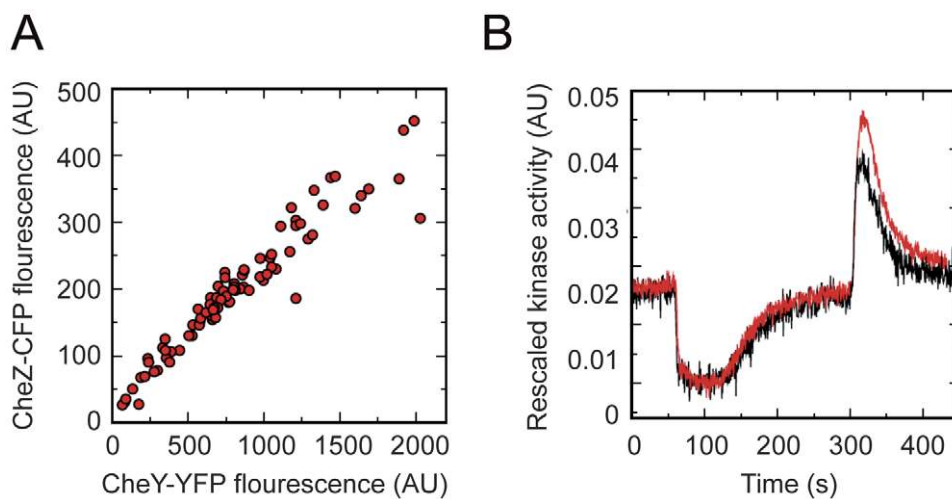 A
CheZ-CFP flourescence (AU)
500
400
300
200
100
0
0 500 1000 1500 2000
CheY-YFP flourescence (AU)
B
Rescaled kinase activity (AU)
0.05
0.04
0.03
0.02
0.01
0
0 100 200 300 400
Time (s)